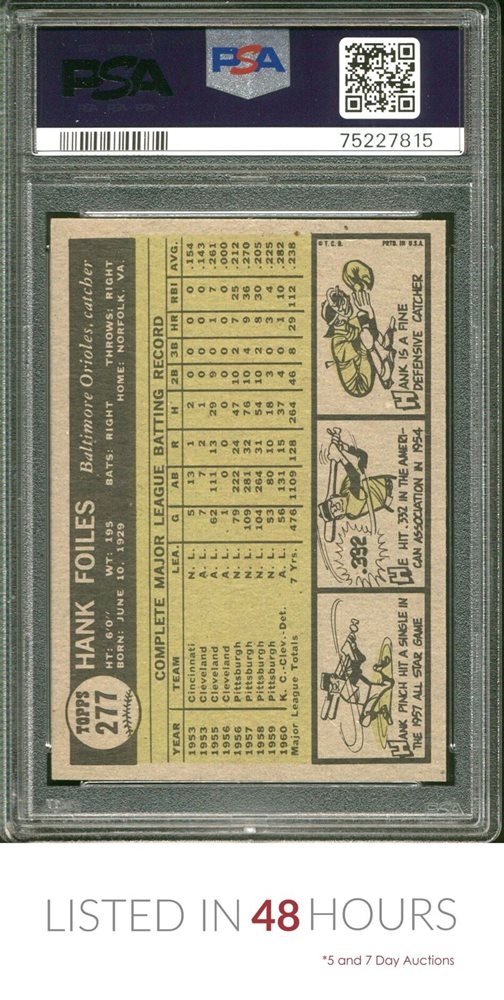 PSA
PSA
75227815
TOPPS
277
HANK FOILES Baltimore Orioles, catcher
HT: 6'0" WT: 195 BATS: RIGHT THROWS: RIGHT
BORN: JUNE 10, 1929 HOME: NORFOLK, VA.
COMPLETE MAJOR LEAGUE BATTING RECORD
YEAR TEAM LEA. G AB R H 2B 3B HR RBI AVG.
1953 Cincinnati N. L. 5 13 1 2 0 0 0 0 .154
1953 Cleveland A. L. 7 7 2 1 0 0 0 0 .143
1955 Cleveland A. L. 62 111 13 29 9 0 1 7 .261
1956 Cleveland A. L. 1 0 1 0 0 0 0 0 .000
1956 Pittsburgh N. L. 79 222 24 47 10 2 7 25 .212
1957 Pittsburgh N. L. 109 281 32 76 10 4 9 36 .270
1958 Pittsburgh N. L. 104 264 31 54 10 2 8 30 .205
1959 Pittsburgh N. L. 53 80 10 18 3 0 3 4 .225
1960 K. C.-Clev.-Det. A. L. 56 131 15 37 4 0 1 10 .282
Major League Totals 7 Yrs. 476 1109 128 264 46 8 29 112 .238
© T. C. G. PRTD. IN U.S.A.
HANK PINCH HIT A SINGLE IN
THE 1957 ALL STAR GAME
.332
HE HIT .332 IN THE AMERI-
CAN ASSOCIATION IN 1954
HANK IS A FINE
DEFENSIVE CATCHER
LISTED IN 48 HOURS
*5 and 7 Day Auctions